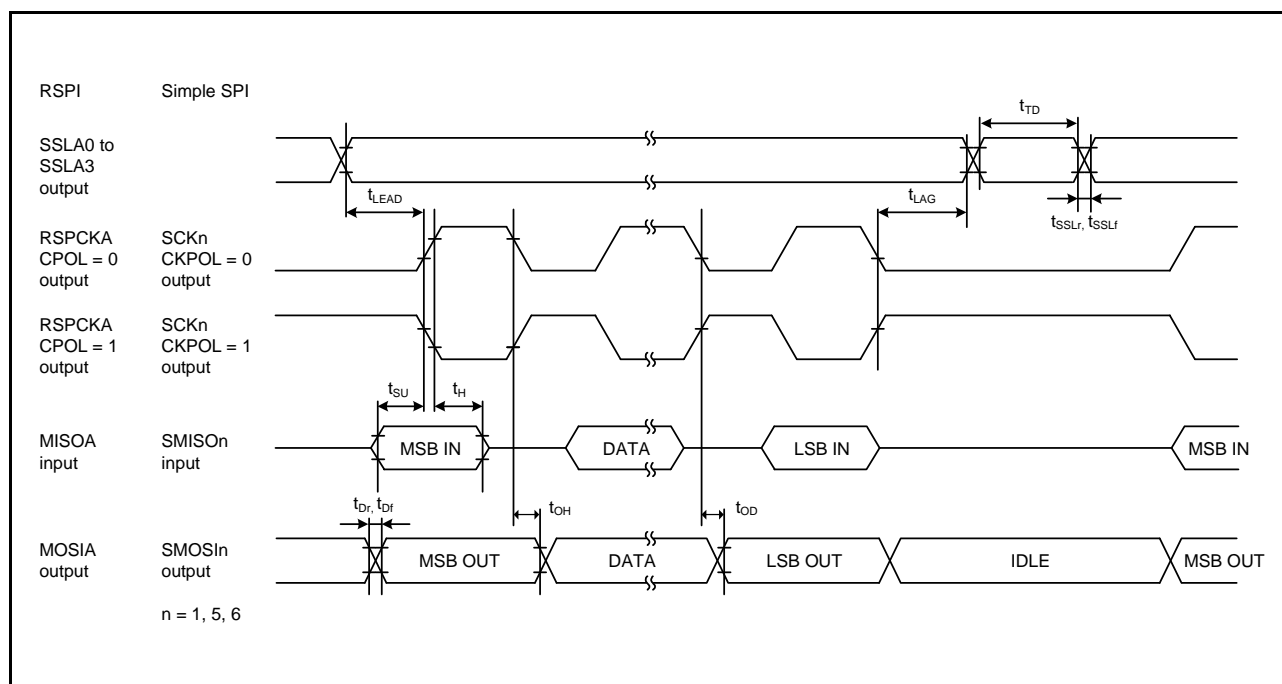 RSPI Simple SPI
SSLA0 to
SSLA3
output
tTD
tLEAD
tLAG
tSSLr, tSSLf
RSPCKA SCKn
CPOL = 0 CKPOL = 0
output output
RSPCKA SCKn
CPOL = 1 CKPOL = 1
output output
tSU tH
MISOA SMISOn
input input
MSB IN DATA LSB IN MSB IN
tDr, tDf tOH tOD
MOSIA SMOSIn
output output
MSB OUT DATA LSB OUT IDLE MSB OUT
n = 1, 5, 6